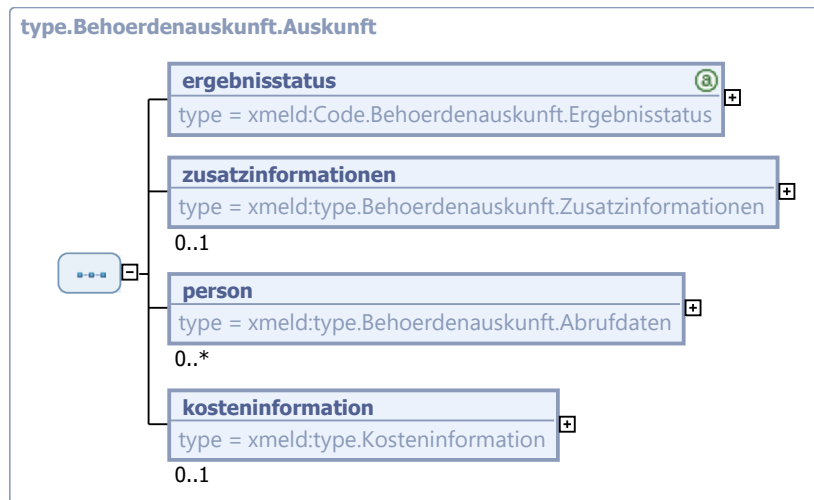 type.Behoerdenauskunft.Auskunft
ergebnisstatus
a
type = xmeld:Code.Behoerdenauskunft.Ergebnisstatus
zusatzinformationen
type = xmeld:type.Behoerdenauskunft.Zusatzinformationen
0..1
person
type = xmeld:type.Behoerdenauskunft.Abrufdaten
0..*
kosteninformation
type = xmeld:type.Kosteninformation
0..1